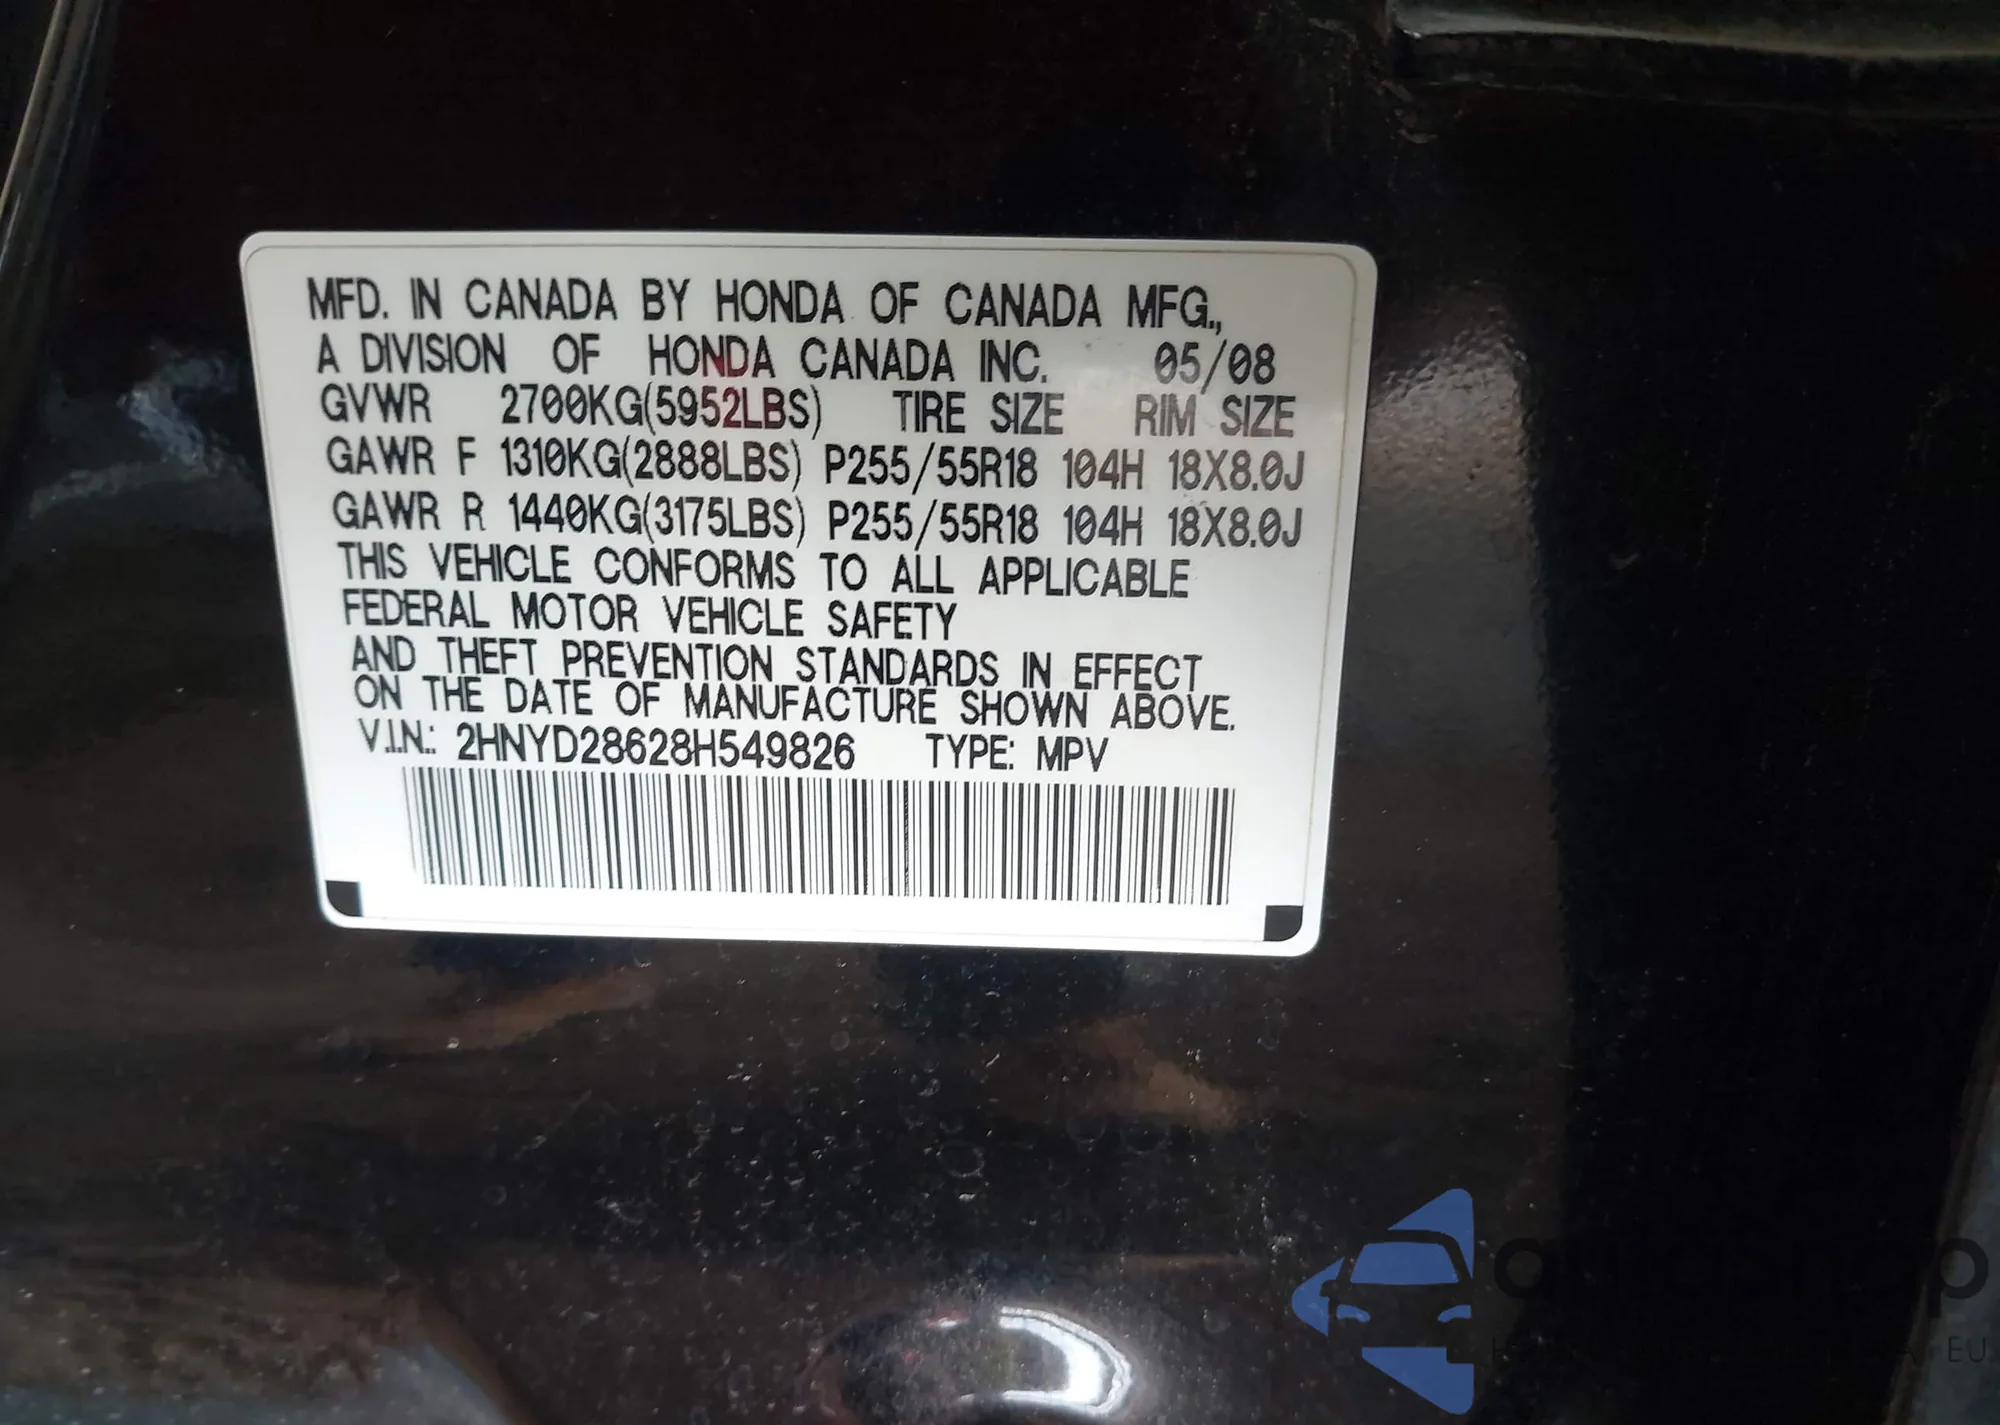 MFD. IN CANADA BY HONDA OF CANADA MFG.,
A DIVISION OF HONDA CANADA INC. 05/08
GVWR 2700KG(5952LBS) TIRE SIZE RIM SIZE
GAWR F 1310KG(2888LBS) P255/55R18 104H 18X8.0J
GAWR R 1440KG(3175LBS) P255/55R18 104H 18X8.0J
THIS VEHICLE CONFORMS TO ALL APPLICABLE
FEDERAL MOTOR VEHICLE SAFETY
AND THEFT PREVENTION STANDARDS IN EFFECT
ON THE DATE OF MANUFACTURE SHOWN ABOVE.
V.I.N.: 2HNYD28628H549826 TYPE: MPV